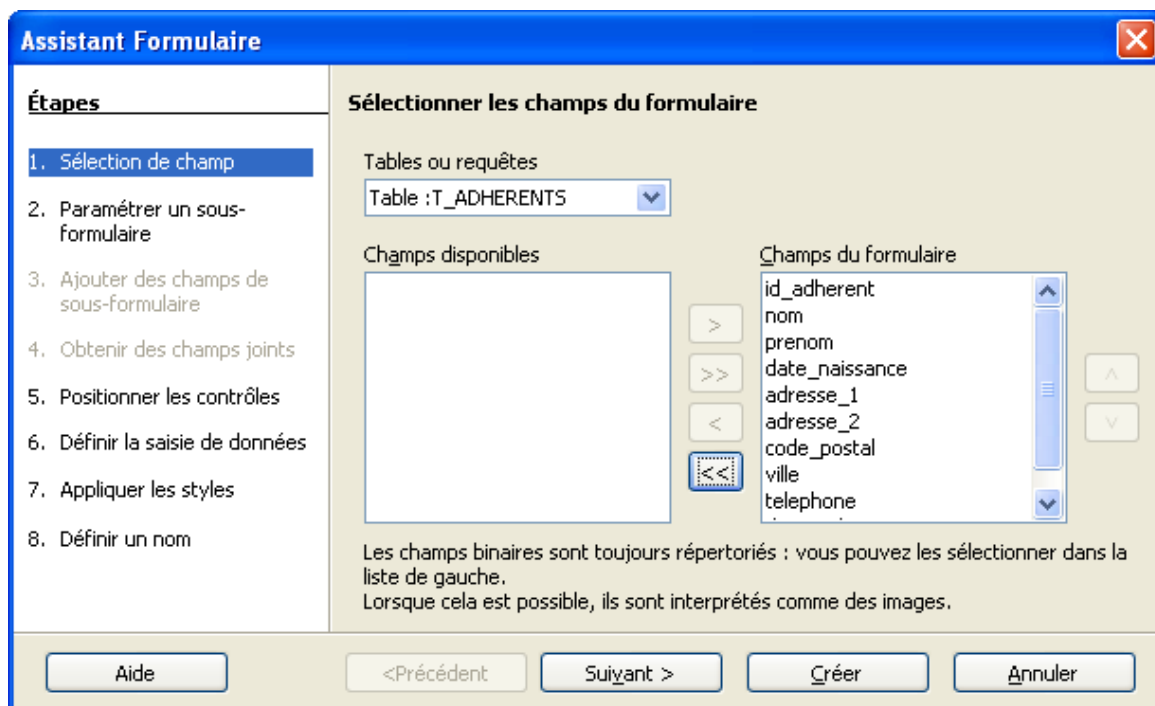 Assistant Formulaire
Étapes
1. Sélection de champ
2. Paramétrer un sous-
formulaire
3. Ajouter des champs de
sous-formulaire
4. Obtenir des champs joints
5. Positionner les contrôles
6. Définir la saisie de données
7. Appliquer les styles
8. Définir un nom
Sélectionner les champs du formulaire
Tables ou requêtes
Table :T_ADHERENTS
Champs disponibles
>
>>
<
<<
Champs du formulaire
id_adherent
nom
prenom
date_naissance
adresse_1
adresse_2
code_postal
ville
telephone
Les champs binaires sont toujours répertoriés : vous pouvez les sélectionner dans la
liste de gauche.
Lorsque cela est possible, ils sont interprétés comme des images.
Aide
<Précédent
Suivant >
Créer
Annuler